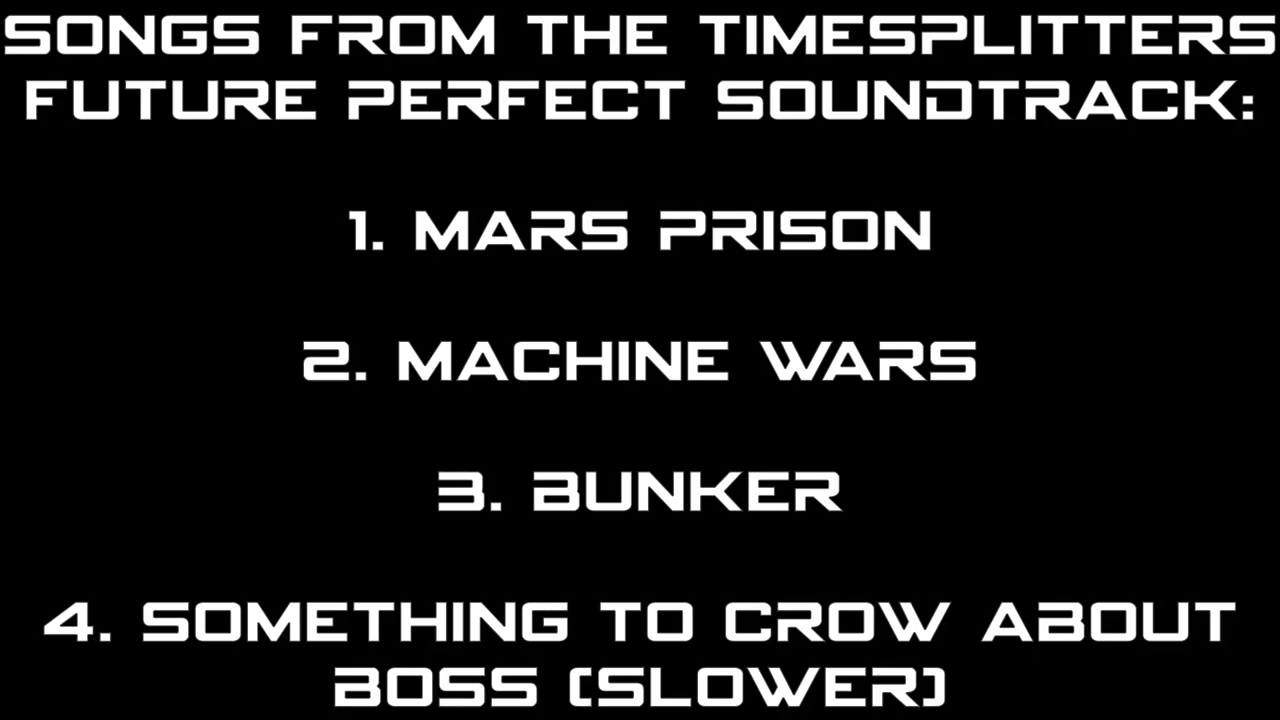 SONGS FROM THE TIMESPLITTERS
FUTURE PERFECT SOUNDTRACK:
1. MARS PRISON
2. MACHINE WARS
3. BUNKER
4. SOMETHING TO CROW ABOUT
BOSS (SLOWER)